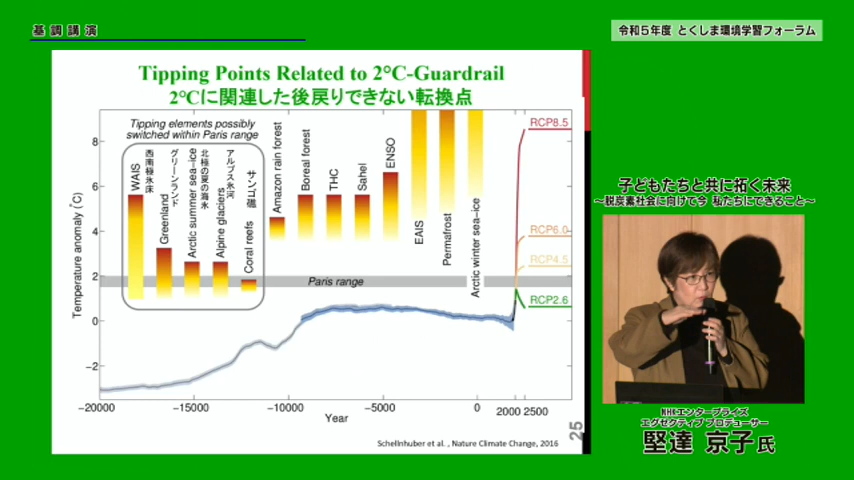 基調講演
令和5年度 とくしま環境学習フォーラム
Tipping Points Related to 2°C-Guardrail
2℃に関連した後戻りできない転換点
Tipping elements possibly
switched within Paris range
WAIS
西南極氷床
Greenland
グリーンランド
Arctic summer sea-ice
北極の夏の海氷
Alpine glaciers
アルプス氷河
Coral reefs
サンゴ礁
Amazon rain forest
Boreal forest
THC
Sahel
ENSO
EAIS
Permafrost
Arctic winter sea-ice
RCP8.5
RCP6.0
RCP4.5
RCP2.6
Paris range
Temperature anomaly (°C)
8
6
4
2
0
−2
−20000
−15000
−10000
−5000
0
2000
2500
Year
Schellnhuber et al. , Nature Climate Change, 2016
25
子どもたちと共に拓く未来
～脱炭素社会に向けて今 私たちにできること～
NHKエンタープライズ
エグゼクティブ プロデューサー
堅達 京子 氏